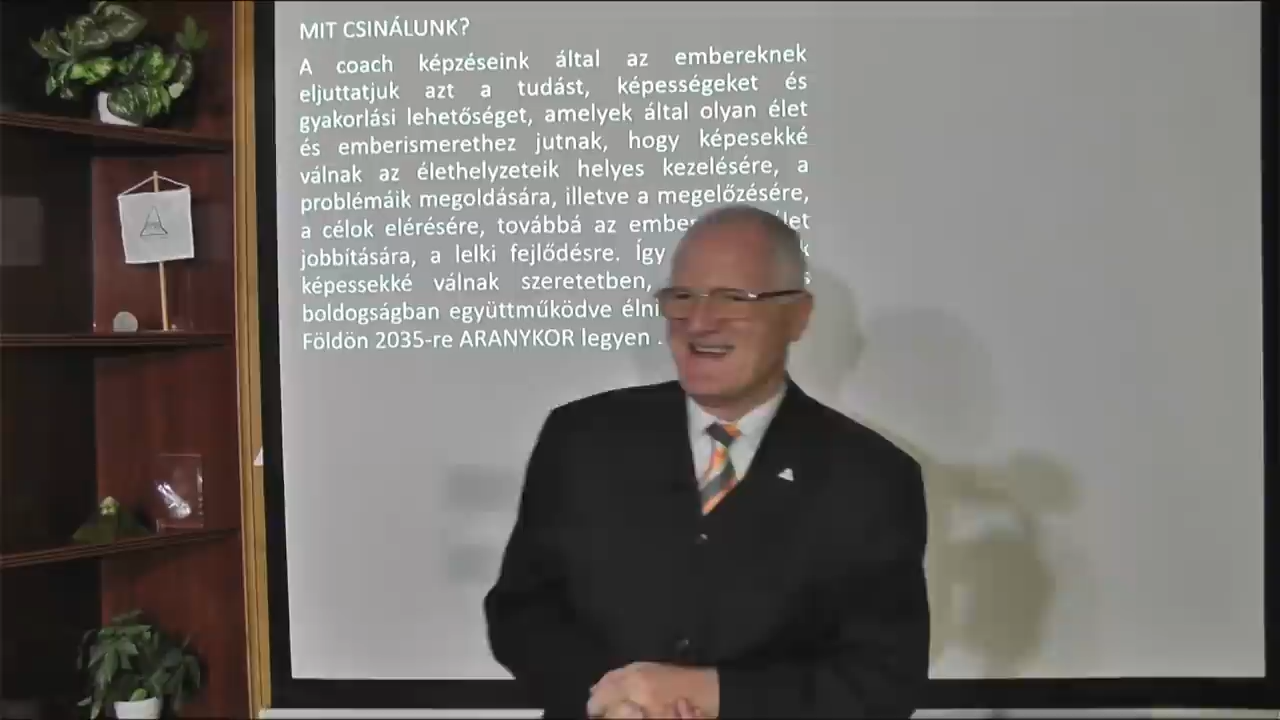 MIT CSINÁLUNK?
A coach képzéseink által az embereknek
eljuttatjuk azt a tudást, képességeket és
gyakorlási lehetőséget, amelyek által olyan élet
és emberismerethez jutnak, hogy képesekké
válnak az élethelyzeteik helyes kezelésére, a
problémáik megoldására, illetve a megelőzésére,
a célok elérésére, továbbá az
jobbítására, a lelki fejlődésre. Így
képessekké válnak szeretetben,
boldogságban együttműködve élni
Földön 2035-re ARANYKOR legyen .